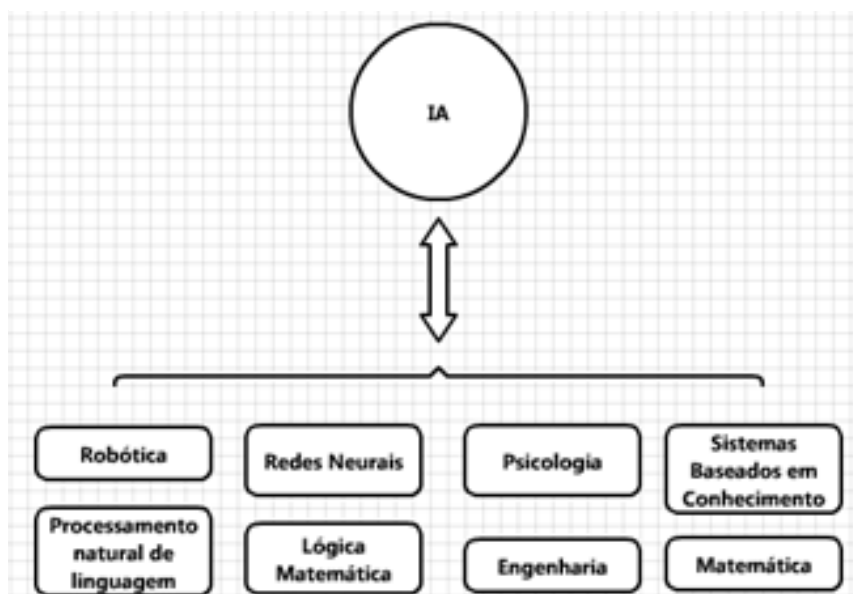 IA
Robótica
Redes Neurais
Psicologia
Sistemas
Baseados em
Conhecimento
Processamento
natural de
linguagem
Lógica
Matemática
Engenharia
Matemática